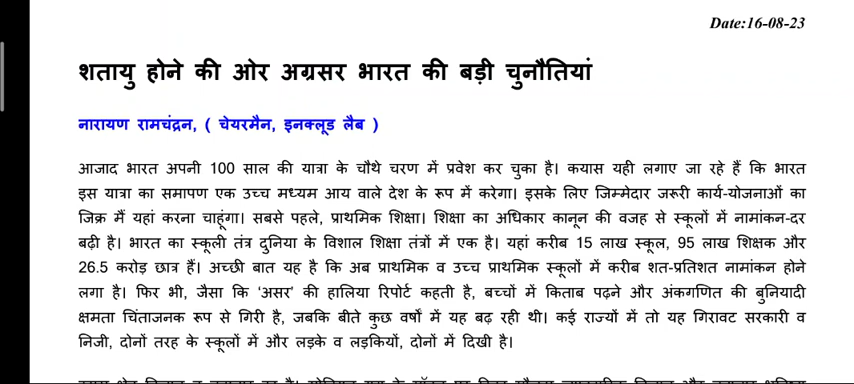 Date:16-08-23
शतायु होने की ओर अग्रसर भारत की बड़ी चुनौतियां
नारायण रामचंद्रन, ( चेयरमैन, इनक्लूड लैब )
आजाद भारत अपनी 100 साल की यात्रा के चौथे चरण में प्रवेश कर चुका है। कयास यही लगाए जा रहे हैं कि भारत
इस यात्रा का समापण एक उच्च मध्यम आय वाले देश के रूप में करेगा। इसके लिए जिम्मेदार जरूरी कार्य-योजनाओं का
जिक्र मैं यहां करना चाहूंगा। सबसे पहले, प्राथमिक शिक्षा। शिक्षा का अधिकार कानून की वजह से स्कूलों में नामांकन-दर
बढ़ी है। भारत का स्कूली तंत्र दुनिया के विशाल शिक्षा तंत्रों में एक है। यहां करीब 15 लाख स्कूल, 95 लाख शिक्षक और
26.5 करोड़ छात्र हैं। अच्छी बात यह है कि अब प्राथमिक व उच्च प्राथमिक स्कूलों में करीब शत-प्रतिशत नामांकन होने
लगा है। फिर भी, जैसा कि ‘असर’ की हालिया रिपोर्ट कहती है, बच्चों में किताब पढ़ने और अंकगणित की बुनियादी
क्षमता चिंताजनक रूप से गिरी है, जबकि बीते कुछ वर्षों में यह बढ़ रही थी। कई राज्यों में तो यह गिरावट सरकारी व
निजी, दोनों तरह के स्कूलों में और लड़के व लड़कियों, दोनों में दिखी है।